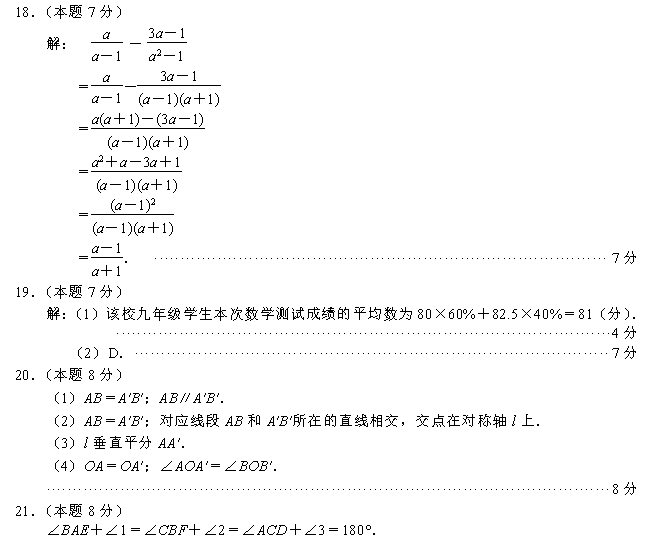 18.（本题 7 分）
解： a/(a－1) － (3a－1)/(a²－1)
=a/(a－1)－(3a－1)/((a－1)(a＋1))
=(a(a＋1)－(3a－1))/((a－1)(a＋1))
=(a²＋a－3a＋1)/((a－1)(a＋1))
=(a－1)²/((a－1)(a＋1))
=(a－1)/(a＋1). ………………………… 7 分
19.（本题 7 分）
解：（1）该校九年级学生本次数学测试成绩的平均数为 80×60%＋82.5×40%＝81（分）.
………………………… 4 分
（2）D. ………………………… 7 分
20.（本题 8 分）
（1）AB＝A′B′；AB∥A′B′.
（2）AB＝A′B′；对应线段 AB 和 A′B′所在的直线相交，交点在对称轴 l 上.
（3）l 垂直平分 AA′.
（4）OA＝OA′；∠AOA′＝∠BOB′.
………………………… 8 分
21.（本题 8 分）
∠BAE＋∠1＝∠CBF＋∠2＝∠ACD＋∠3＝180°.